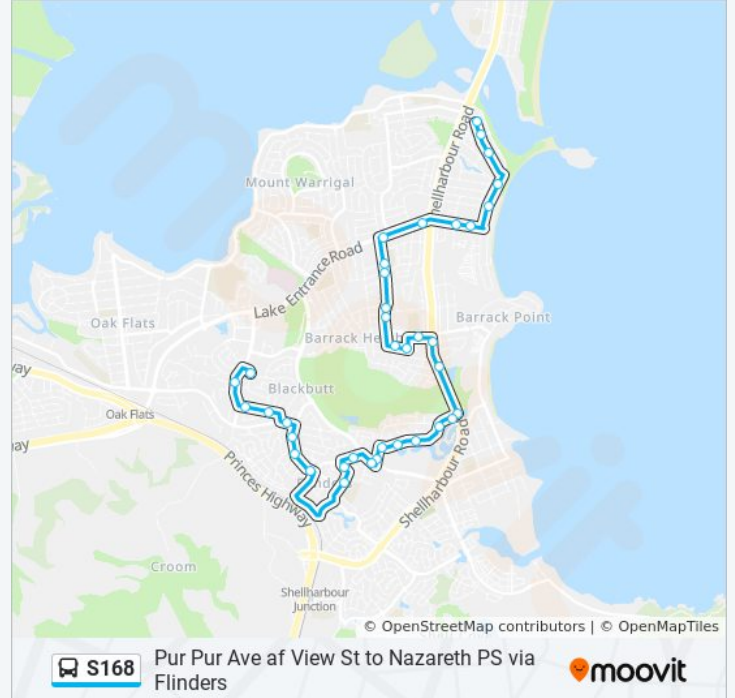 Shellharbour Road
Mount Warrigal
Lake Entrance Road
Oak Flats
Barrack Point
Barrack
Blackbutt
Oak Flats
Princes Highway
Shellharbour Road
Croom
Shellharbour
Junction
© OpenStreetMap contributors | © OpenMapTiles
S168
Pur Pur Ave af View St to Nazareth PS via
Flinders
moovit